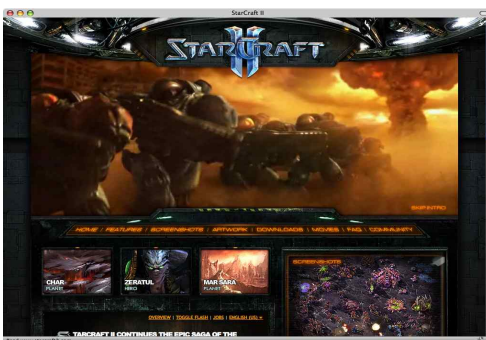 StarCraft II
STARCRAFT
II
SKIP INTRO
HOME / FEATURES / SCREENSHOTS / ARTWORK / DOWNLOADS / MOVIES / FAQ / COMMUNITY
CHAR
PLANET
ZERATUL
HERO
MAR SARA
PLANET
SCREENSHOTS
OVERVIEW | TOGGLE FLASH | JOBS | ENGLISH (US)
STARCRAFT II CONTINUES THE EPIC SAGA OF THE